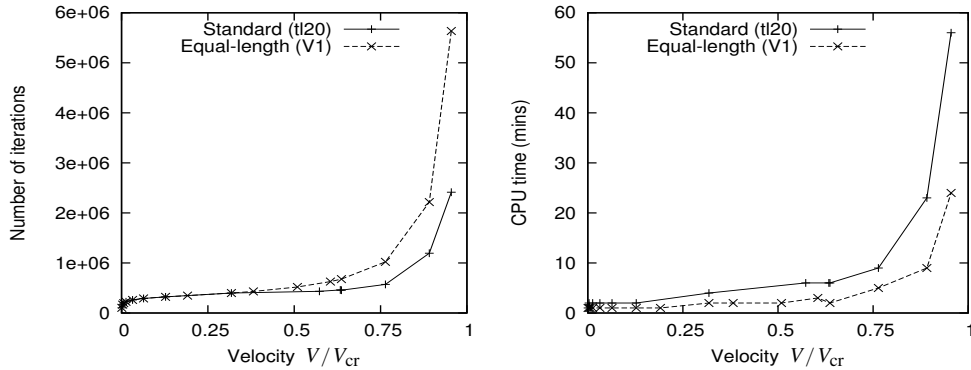 Number of iterations
6e+06
5e+06
4e+06
3e+06
2e+06
1e+06
0
Standard (tl20)
Equal-length (V1)
0
0.25
0.5
0.75
1
Velocity V/Vcr
CPU time (mins)
60
50
40
30
20
10
0
Standard (tl20)
Equal-length (V1)
0
0.25
0.5
0.75
1
Velocity V/Vcr